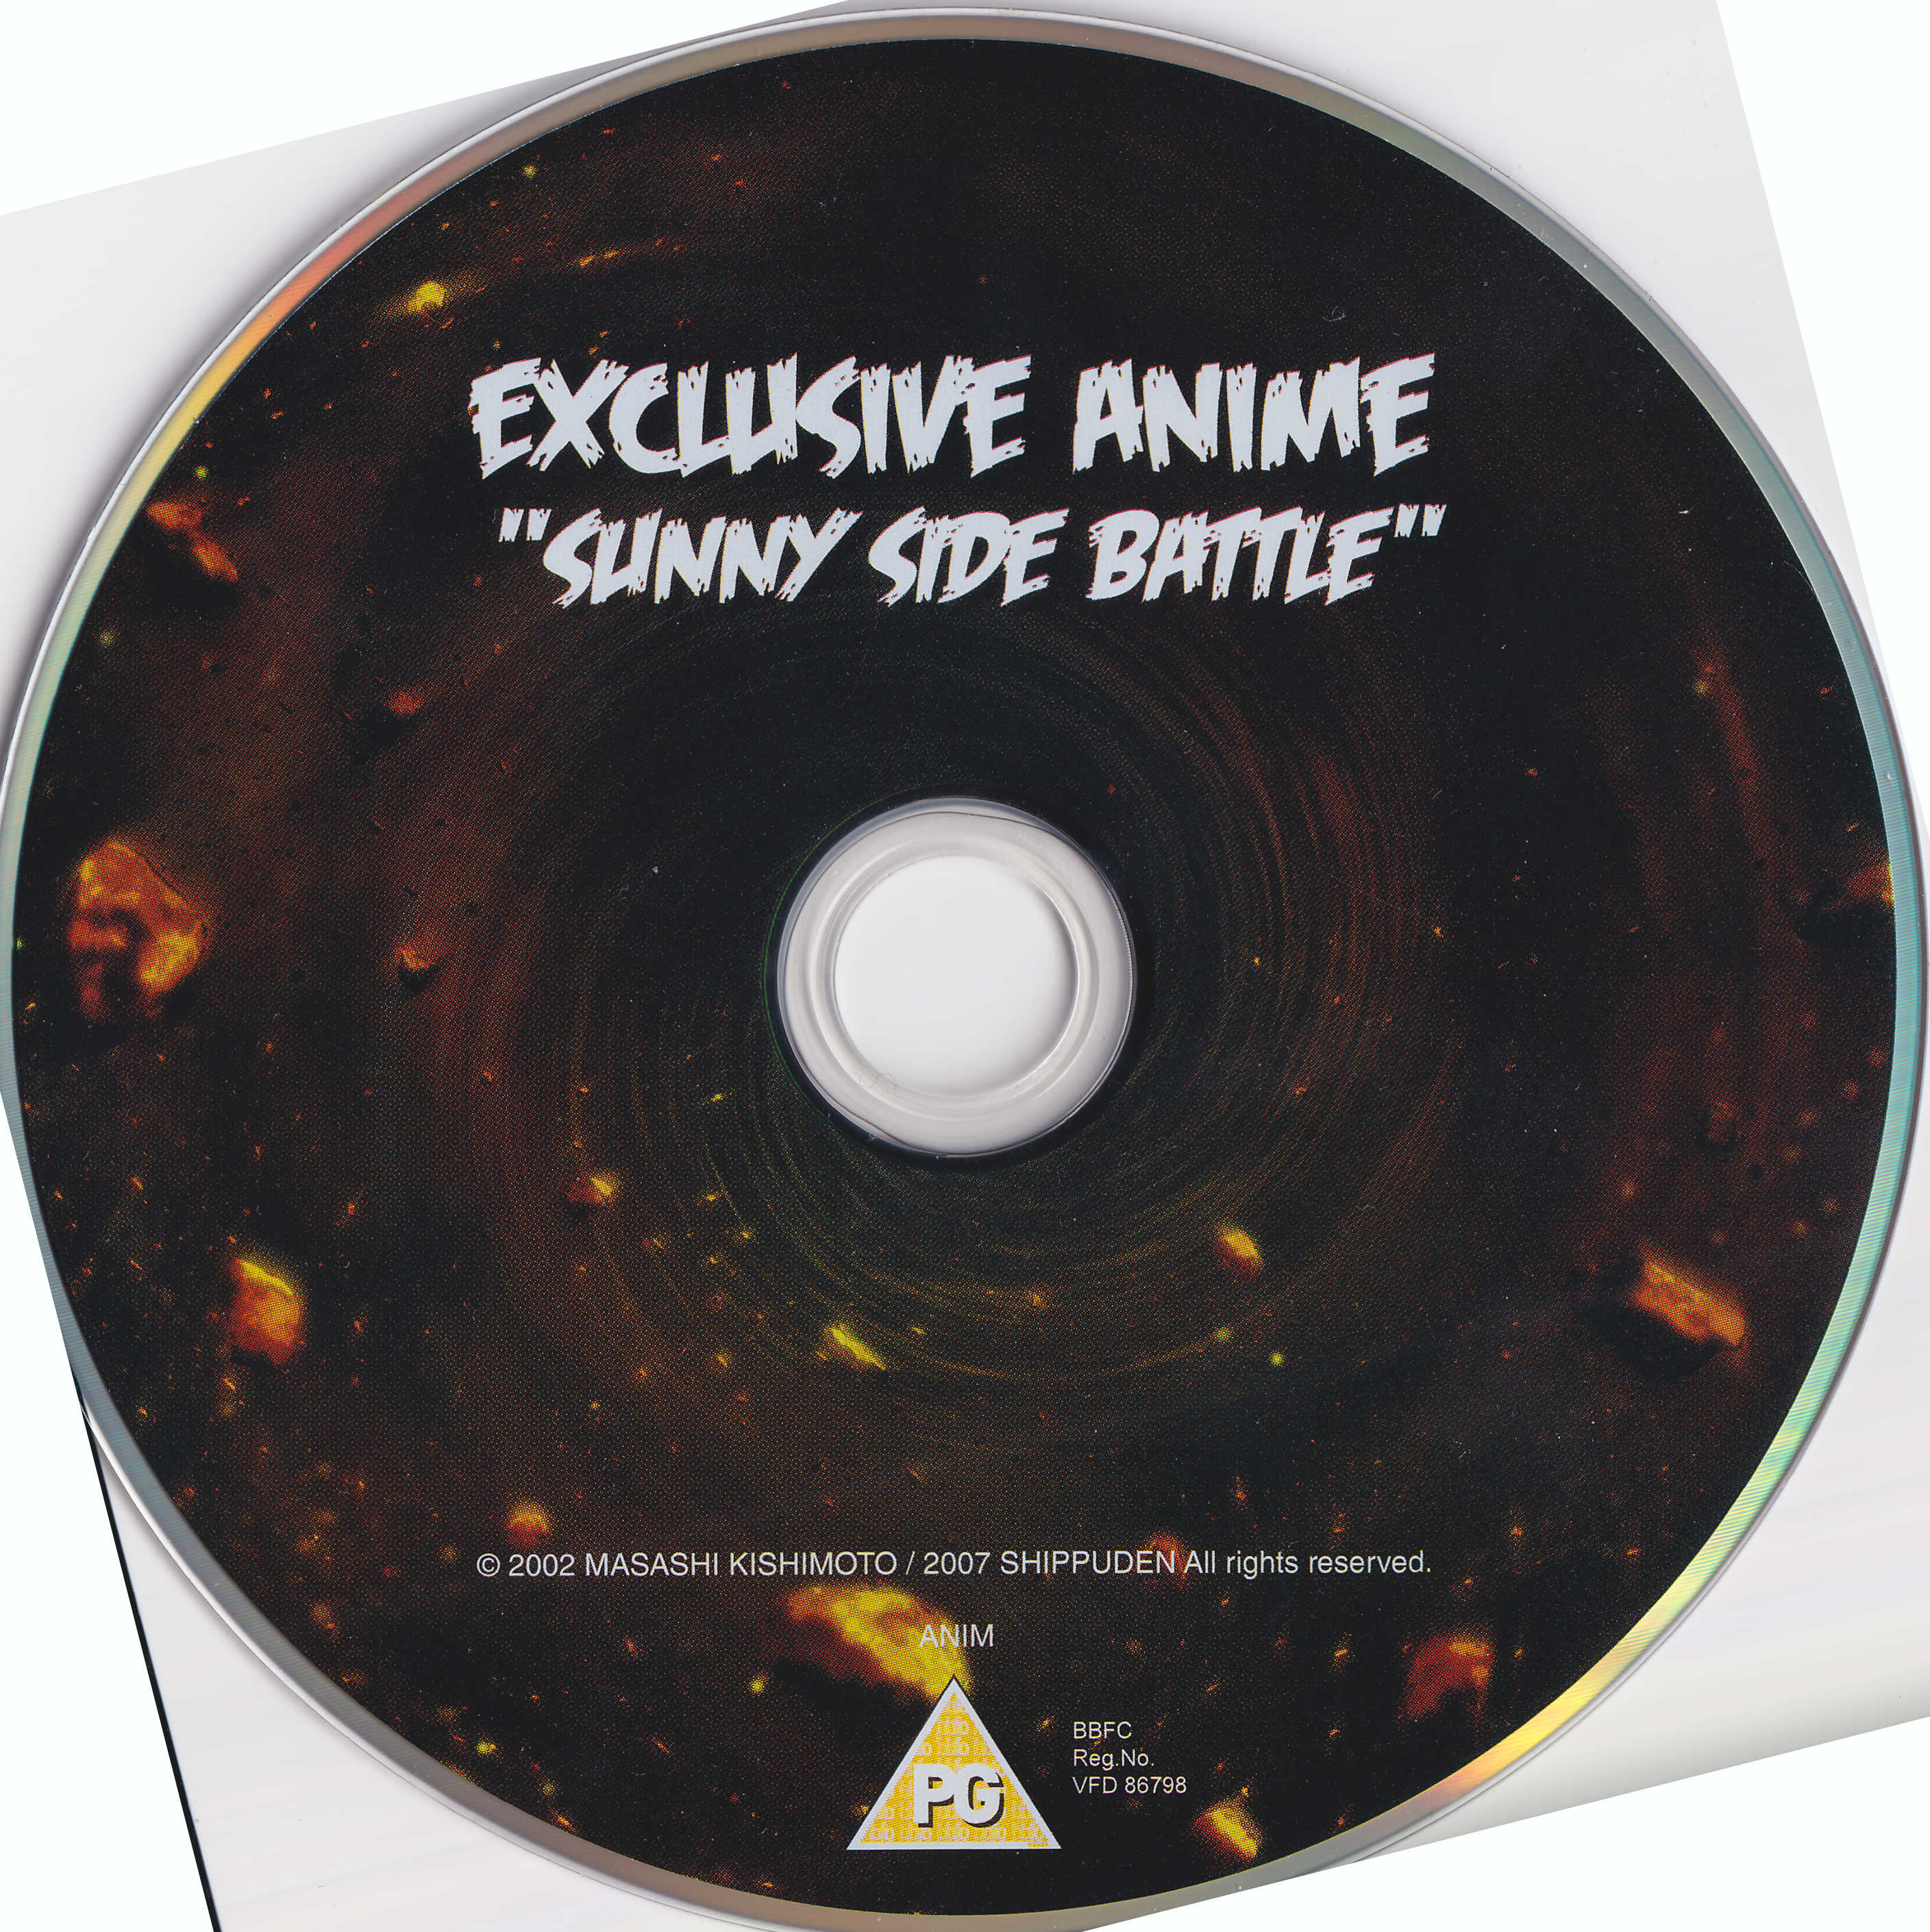 EXCLUSIVE ANIME
"SUNNY SIDE BATTLE"
© 2002 MASASHI KISHIMOTO / 2007 SHIPPUDEN All rights reserved.
ANIM
PG
BBFC
Reg.No.
VFD 86798